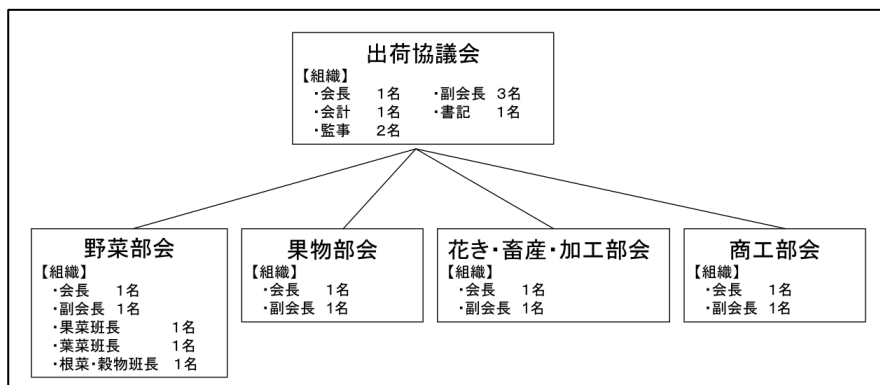 出荷協議会
【組織】
・会長 1名 ・副会長 3名
・会計 1名 ・書記 1名
・監事 2名
野菜部会
【組織】
・会長 1名
・副会長 1名
・果菜班長 1名
・葉菜班長 1名
・根菜・穀物班長 1名
果物部会
【組織】
・会長 1名
・副会長 1名
花き・畜産・加工部会
【組織】
・会長 1名
・副会長 1名
商工部会
【組織】
・会長 1名
・副会長 1名